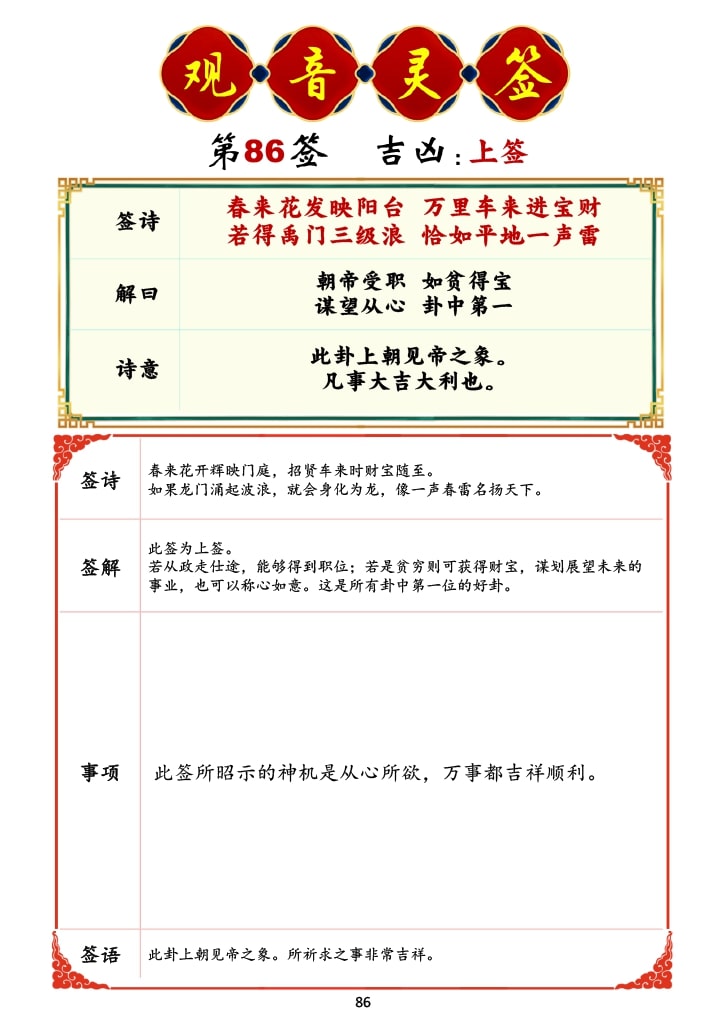 观音灵签
第86签 吉凶:上签
签诗
春来花发映阳台 万里车来进宝财
若得禹门三级浪 恰如平地一声雷
解曰
朝帝受职 如贫得宝
谋望从心 卦中第一
诗意
此卦上朝见帝之象。
凡事大吉大利也。
签诗
春来花开辉映门庭，招贤车来时财宝随至。
如果龙门涌起波浪，就会身化为龙，像一声春雷名扬天下。
签解
此签为上签。
若从政走仕途，能够得到职位；若是贫穷则可获得财宝，谋划展望未来的
事业，也可以称心如意。这是所有卦中第一位的好卦。
事项
此签所昭示的神机是从心所欲，万事都吉祥顺利。
签语
此卦上朝见帝之象。所祈求之事非常吉祥。
86